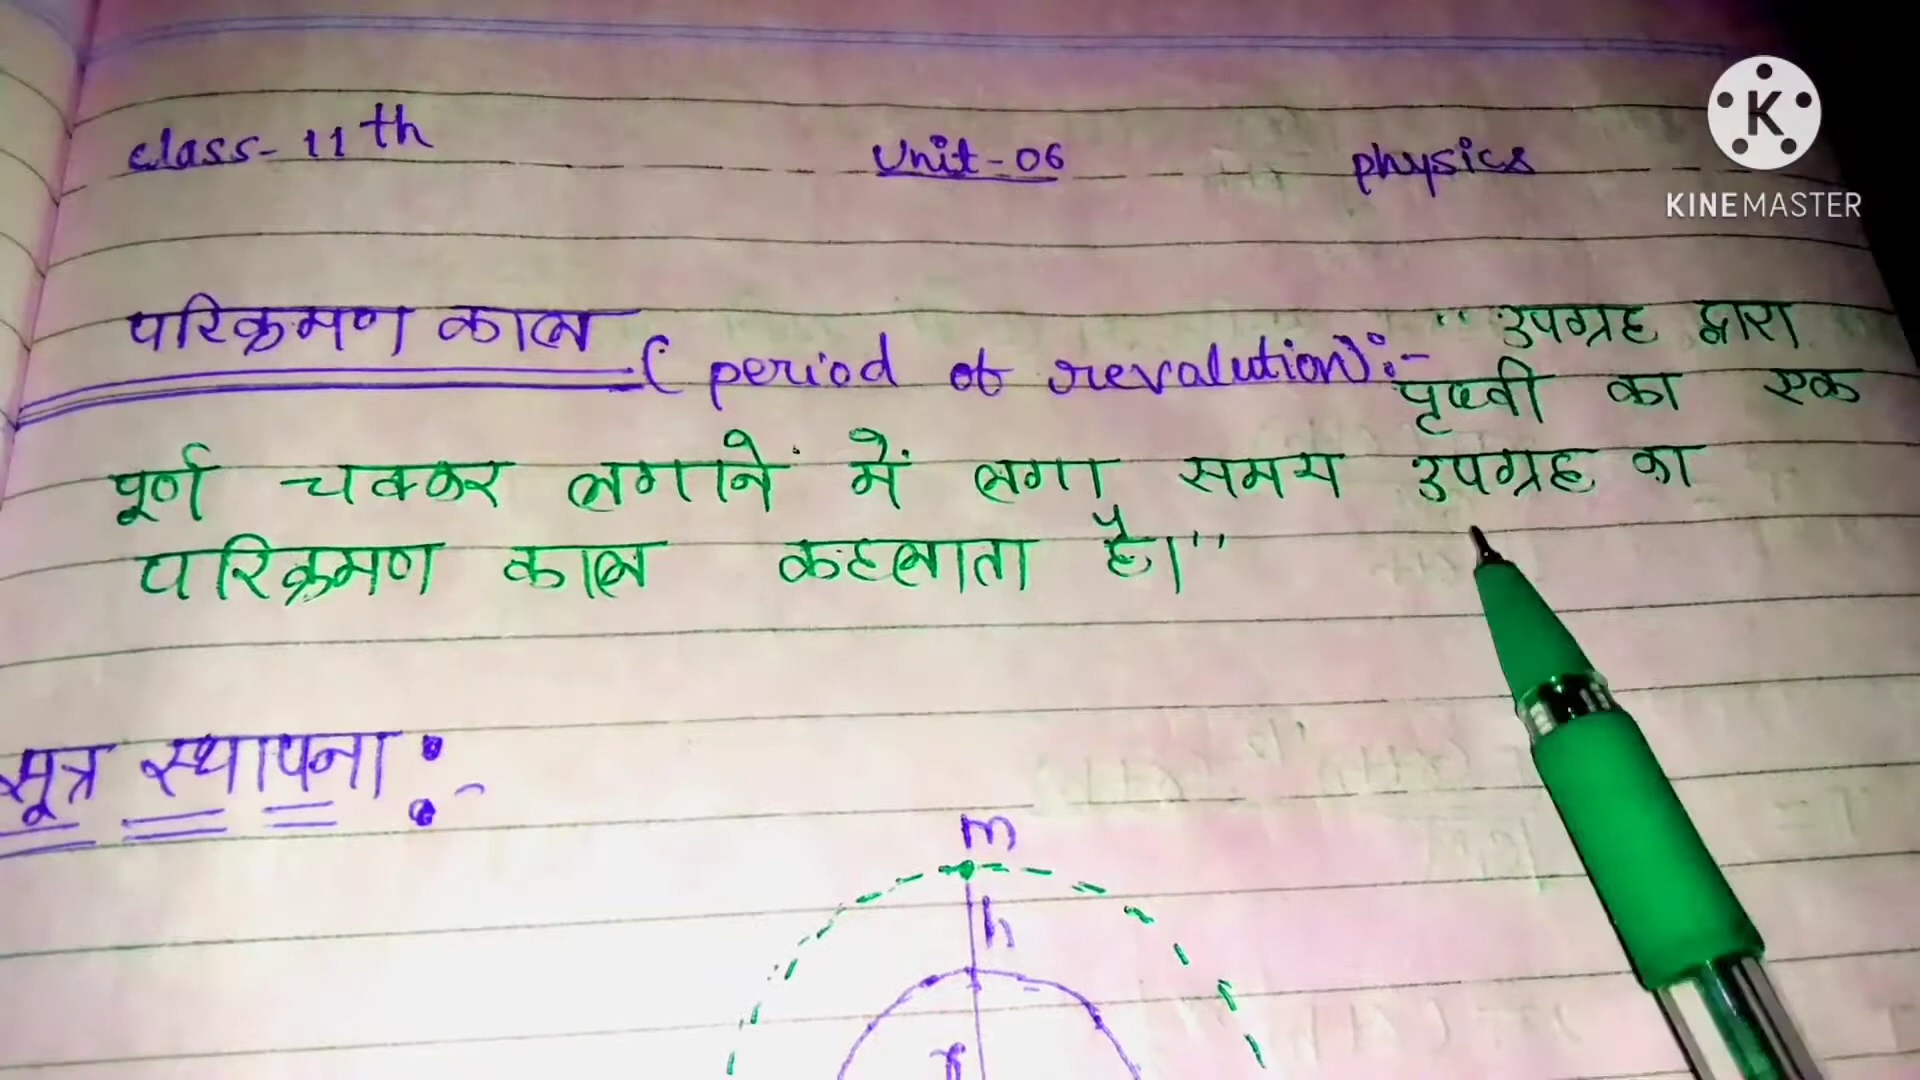 class- 11th Unit-06 physics
K
KINEMASTER
परिक्रमण काल (period of revalution):- "उपग्रह द्वारा
पृथ्वी का एक
पूर्ण चक्कर लगाने में लगा समय उपग्रह का
परिक्रमण काल कहलाता है।"
सूत्र स्थापना :-
m
h